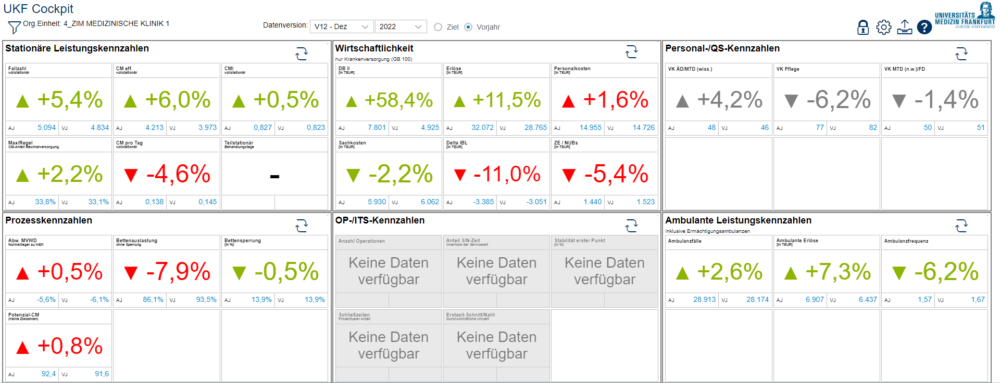 UKF Cockpit
Org.Einheit: 4_ZIM MEDIZINISCHE KLINIK 1
Datenversion: V12 - Dez 2022 Ziel Vorjahr
?
UNIVERSITÄTS
MEDIZIN FRANKFURT
GOETHE-UNIVERSITÄT
Stationäre Leistungskennzahlen
Fallzahl
vollstationär
▲ +5,4%
AJ 5.094 VJ 4.834
CM eff.
vollstationär
▲ +6,0%
AJ 4.213 VJ 3.973
CMI
vollstationär
▲ +0,5%
AJ 0,827 VJ 0,823
Max/Regel
CM-Anteil Maximalversorgung
▲ +2,2%
AJ 33,8% VJ 33,1%
CM pro Tag
vollstationär
▼ -4,6%
AJ 0,138 VJ 0,145
Teilstationär
Behandlungstage
-
Wirtschaftlichkeit
nur Krankenversorgung (GB 100)
DB II
[in TEUR]
▲ +58,4%
AJ 7.801 VJ 4.925
Erlöse
[in TEUR]
▲ +11,5%
AJ 32.072 VJ 28.765
Personalkosten
[in TEUR]
▲ +1,6%
AJ 14.955 VJ 14.726
Sachkosten
[in TEUR]
▼ -2,2%
AJ 5.930 VJ 6.062
Delta IBL
[in TEUR]
▼ -11,0%
AJ -3.385 VJ -3.051
ZE / NUBs
[in TEUR]
▼ -5,4%
AJ 1.440 VJ 1.523
Personal-/QS-Kennzahlen
VK ÄD/MTD (wiss.)
▲ +4,2%
AJ 48 VJ 46
VK Pflege
▼ -6,2%
AJ 77 VJ 82
VK MTD (n.w.)/FD
▼ -1,4%
AJ 50 VJ 51
Prozesskennzahlen
Abw. MVWD
Normallieger zu InEK
▲ +0,5%
AJ -5,6% VJ -6,1%
Bettenauslastung
ohne Sperrung
▼ -7,9%
AJ 86,1% VJ 93,5%
Bettensperrung
[in %]
▼ -0,5%
AJ 13,9% VJ 13,9%
Potenzial-CM
(Keine Zielzahlen)
▲ +0,8%
AJ 92,4 VJ 91,6
OP-/ITS-Kennzahlen
Anzahl Operationen
Keine Daten
verfügbar
Anteil S/N-Zeit
Innerhalb der Servicezeit
Keine Daten
verfügbar
Stabilität erster Punkt
[in %]
Keine Daten
verfügbar
Schließzeiten
Prozentualer Anteil
Keine Daten
verfügbar
Erstzeit-Schnitt/Naht
Durchschnittliche Uhrzeit
Keine Daten
verfügbar
Ambulante Leistungskennzahlen
Inklusive Ermächtigungsambulanzen
Ambulanzfälle
▲ +2,6%
AJ 28.913 VJ 28.174
Ambulante Erlöse
[in TEUR]
▲ +7,3%
AJ 6.907 VJ 6.437
Ambulanzfrequenz
▼ -6,2%
AJ 1,57 VJ 1,67